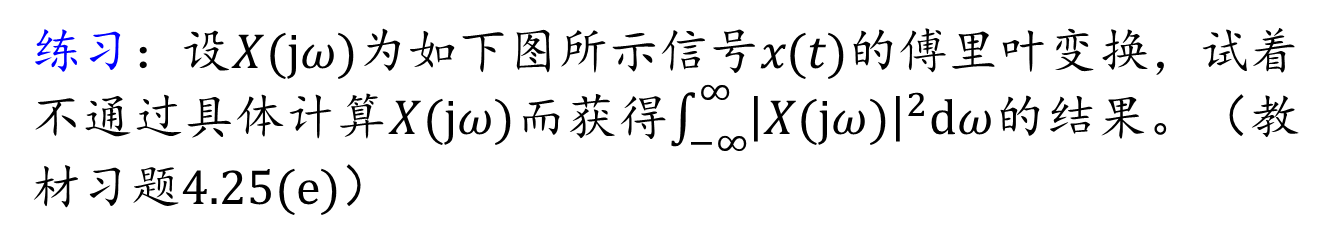 练习：设X(jω)为如下图所示信号x(t)的傅里叶变换，试着
不通过具体计算X(jω)而获得∫_{−∞}^{∞}|X(jω)|²dω的结果。（教
材习题4.25(e)）